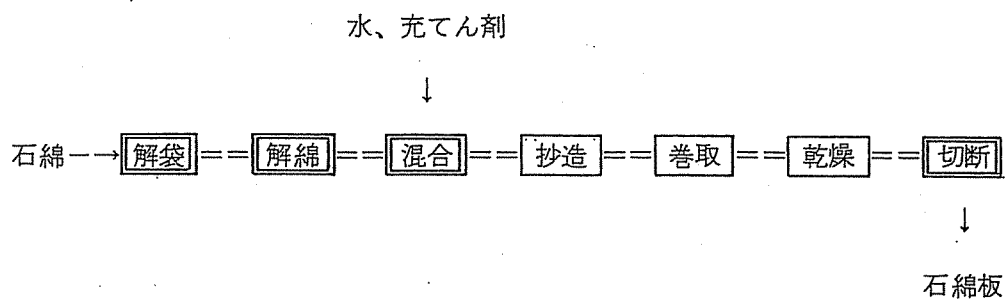 水、充てん剤
↓
石綿--→解袋==解綿==混合==抄造==巻取==乾燥==切断
↓
石綿板